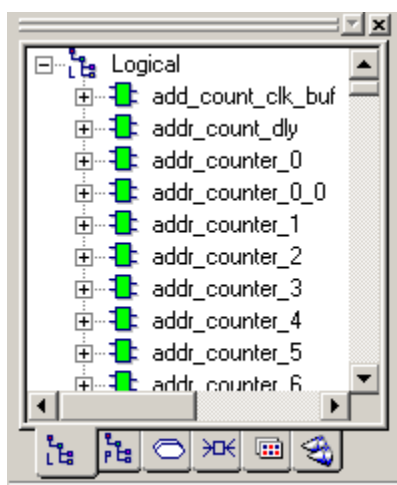 Logical
add_count_clk_buf
addr_count_dly
addr_counter_0
addr_counter_0_0
addr_counter_1
addr_counter_2
addr_counter_3
addr_counter_4
addr_counter_5
addr_counter_6
L P